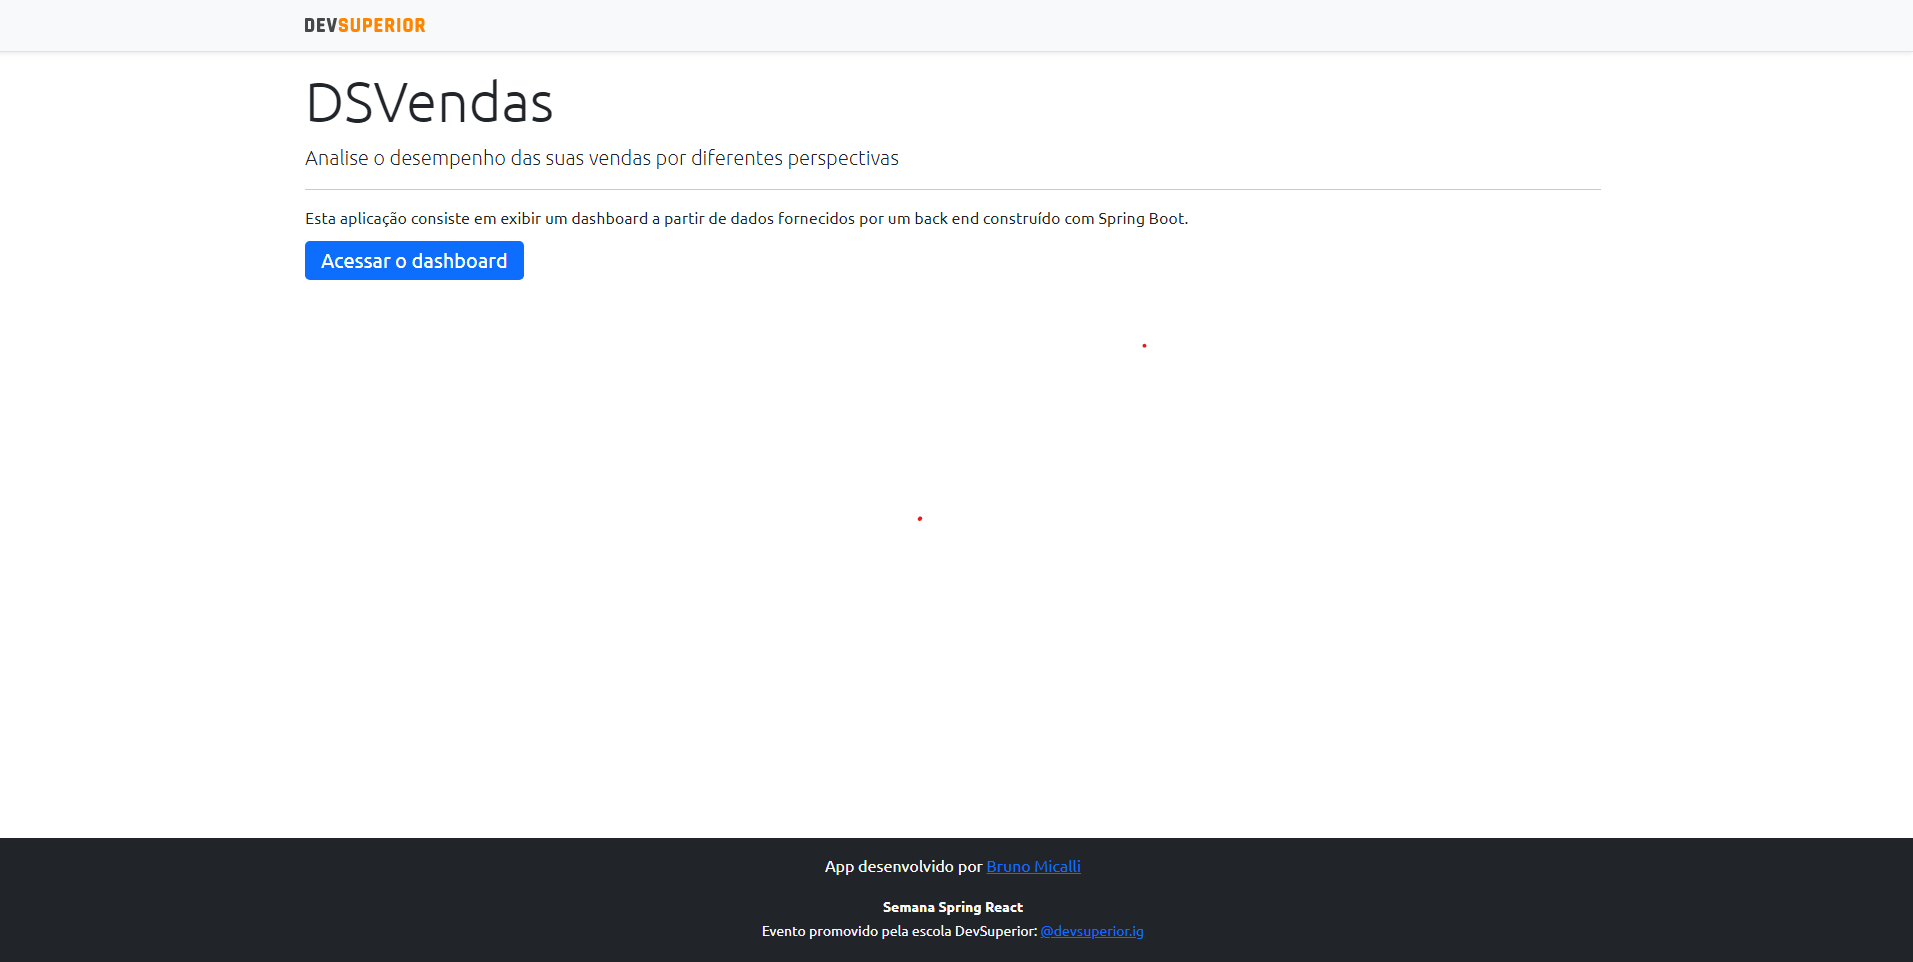 DEVSUPERIOR
DSVendas
Analise o desempenho das suas vendas por diferentes perspectivas
Esta aplicação consiste em exibir um dashboard a partir de dados fornecidos por um back end construído com Spring Boot.
Acessar o dashboard
App desenvolvido por Bruno Micalli
Semana Spring React
Evento promovido pela escola DevSuperior: @devsuperior.ig